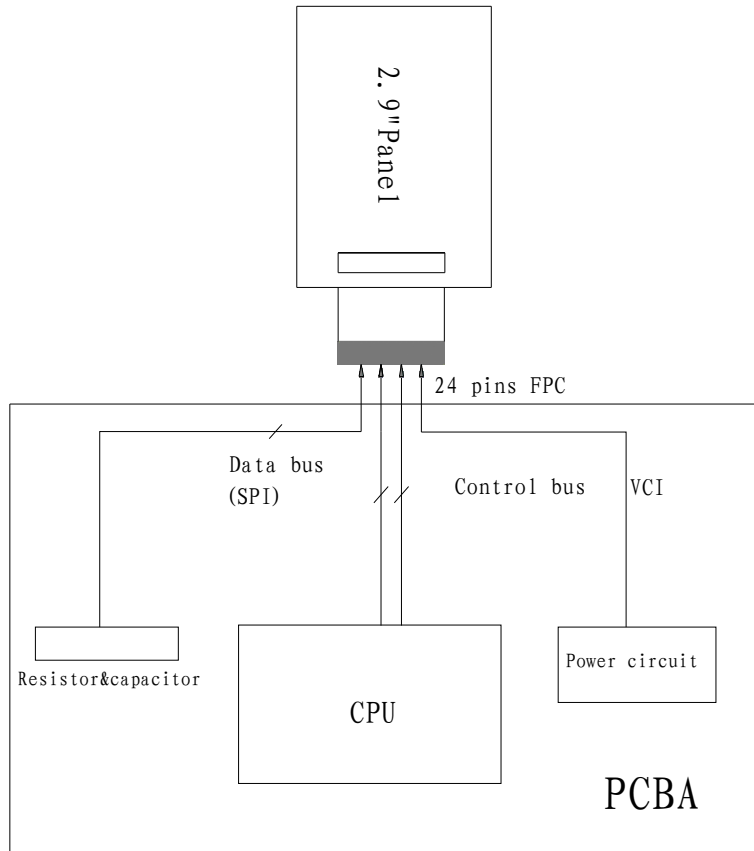 2.9"Panel
24 pins FPC
Data bus
(SPI)
Control bus
VCI
Resistor&capacitor
CPU
Power circuit
PCBA